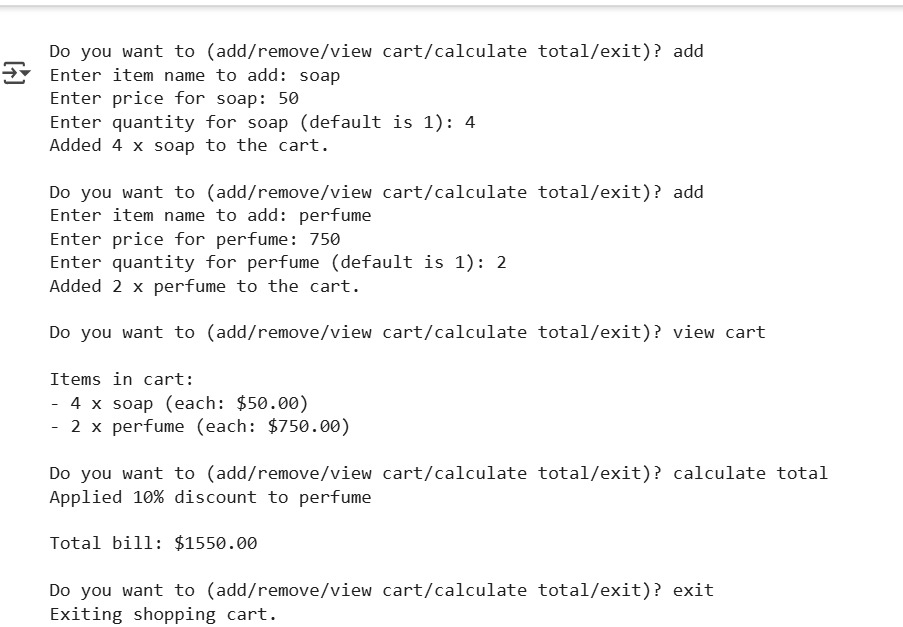 Do you want to (add/remove/view cart/calculate total/exit)? add
Enter item name to add: soap
Enter price for soap: 50
Enter quantity for soap (default is 1): 4
Added 4 x soap to the cart.
Do you want to (add/remove/view cart/calculate total/exit)? add
Enter item name to add: perfume
Enter price for perfume: 750
Enter quantity for perfume (default is 1): 2
Added 2 x perfume to the cart.
Do you want to (add/remove/view cart/calculate total/exit)? view cart
Items in cart:
- 4 x soap (each: $50.00)
- 2 x perfume (each: $750.00)
Do you want to (add/remove/view cart/calculate total/exit)? calculate total
Applied 10% discount to perfume
Total bill: $1550.00
Do you want to (add/remove/view cart/calculate total/exit)? exit
Exiting shopping cart.